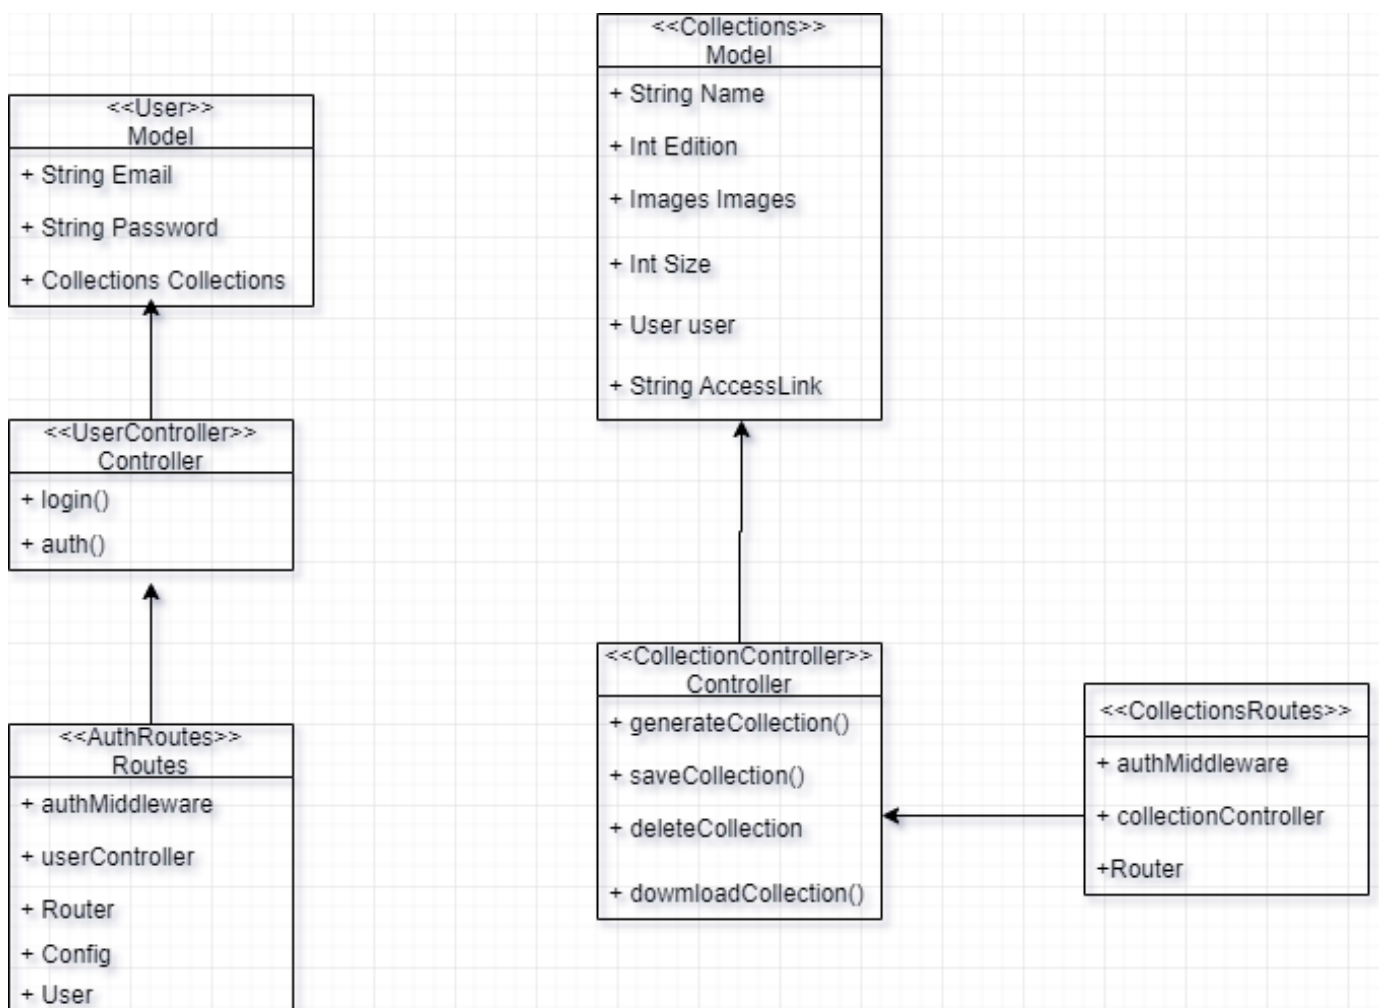 <<User>>
Model
+ String Email
+ String Password
+ Collections Collections
<<UserController>>
Controller
+ login()
+ auth()
<<AuthRoutes>>
Routes
+ authMiddleware
+ userController
+ Router
+ Config
+ User
<<Collections>>
Model
+ String Name
+ Int Edition
+ Images Images
+ Int Size
+ User user
+ String AccessLink
<<CollectionController>>
Controller
+ generateCollection()
+ saveCollection()
+ deleteCollection
+ dowmloadCollection()
<<CollectionsRoutes>>
+ authMiddleware
+ collectionController
+Router